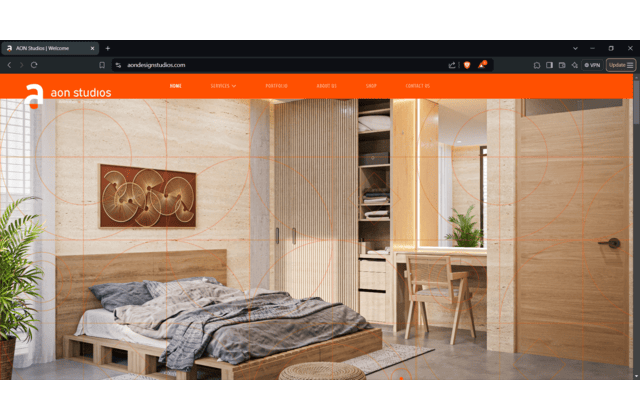 AON Studios | Welcome
aondesignstudios.com
VPN
Update
aon studios
HOME
SERVICES
PORTFOLIO
ABOUT US
SHOP
CONTACT US